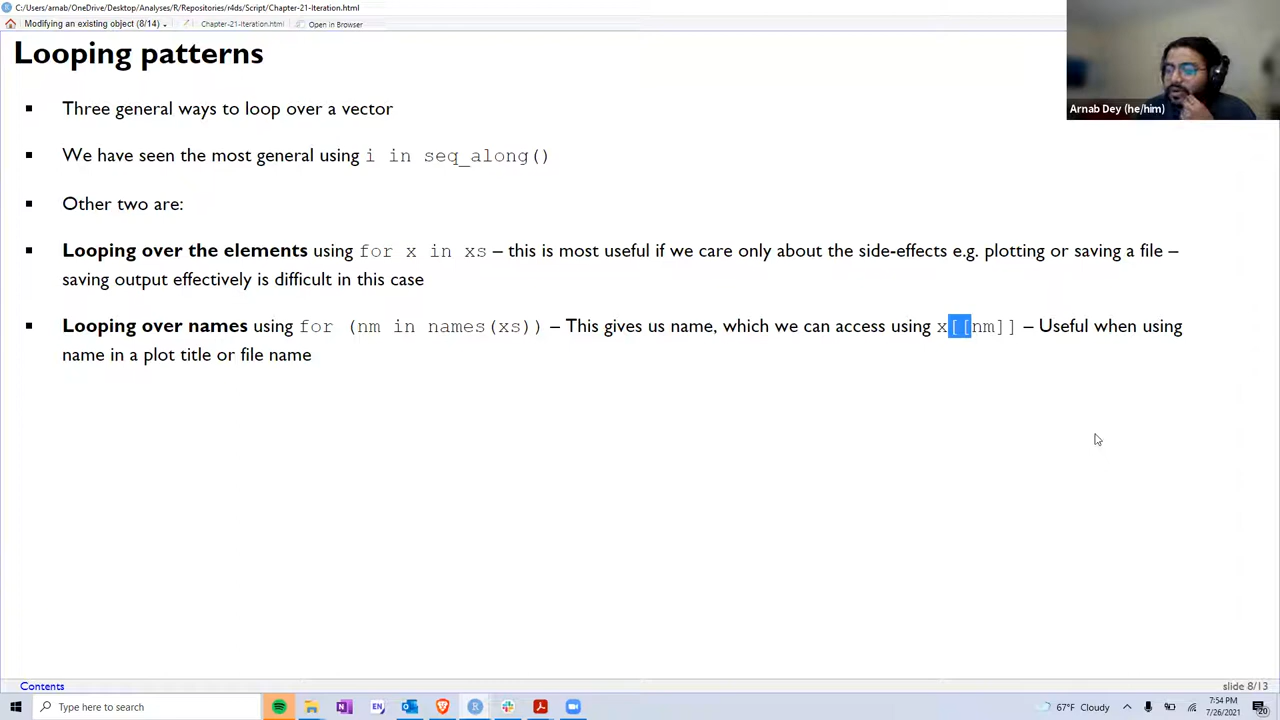 C:/Users/arnab/OneDrive/Desktop/Analyses/R/Repositories/r4ds/Script/Chapter-21-Iteration.html
Modifying an existing object (8/14)
Chapter-21-Iteration.html
Open in Browser
Looping patterns
Arnab Dey (he/him)
▪ Three general ways to loop over a vector
▪ We have seen the most general using i in seq_along()
▪ Other two are:
▪ Looping over the elements using for x in xs – this is most useful if we care only about the side-effects e.g. plotting or saving a file –
saving output effectively is difficult in this case
▪ Looping over names using for (nm in names(xs)) – This gives us name, which we can access using x[[nm]] – Useful when using
name in a plot title or file name
Contents
slide 8/13
Type here to search
EN
67°F Cloudy
7:54 PM
7/26/2021
20